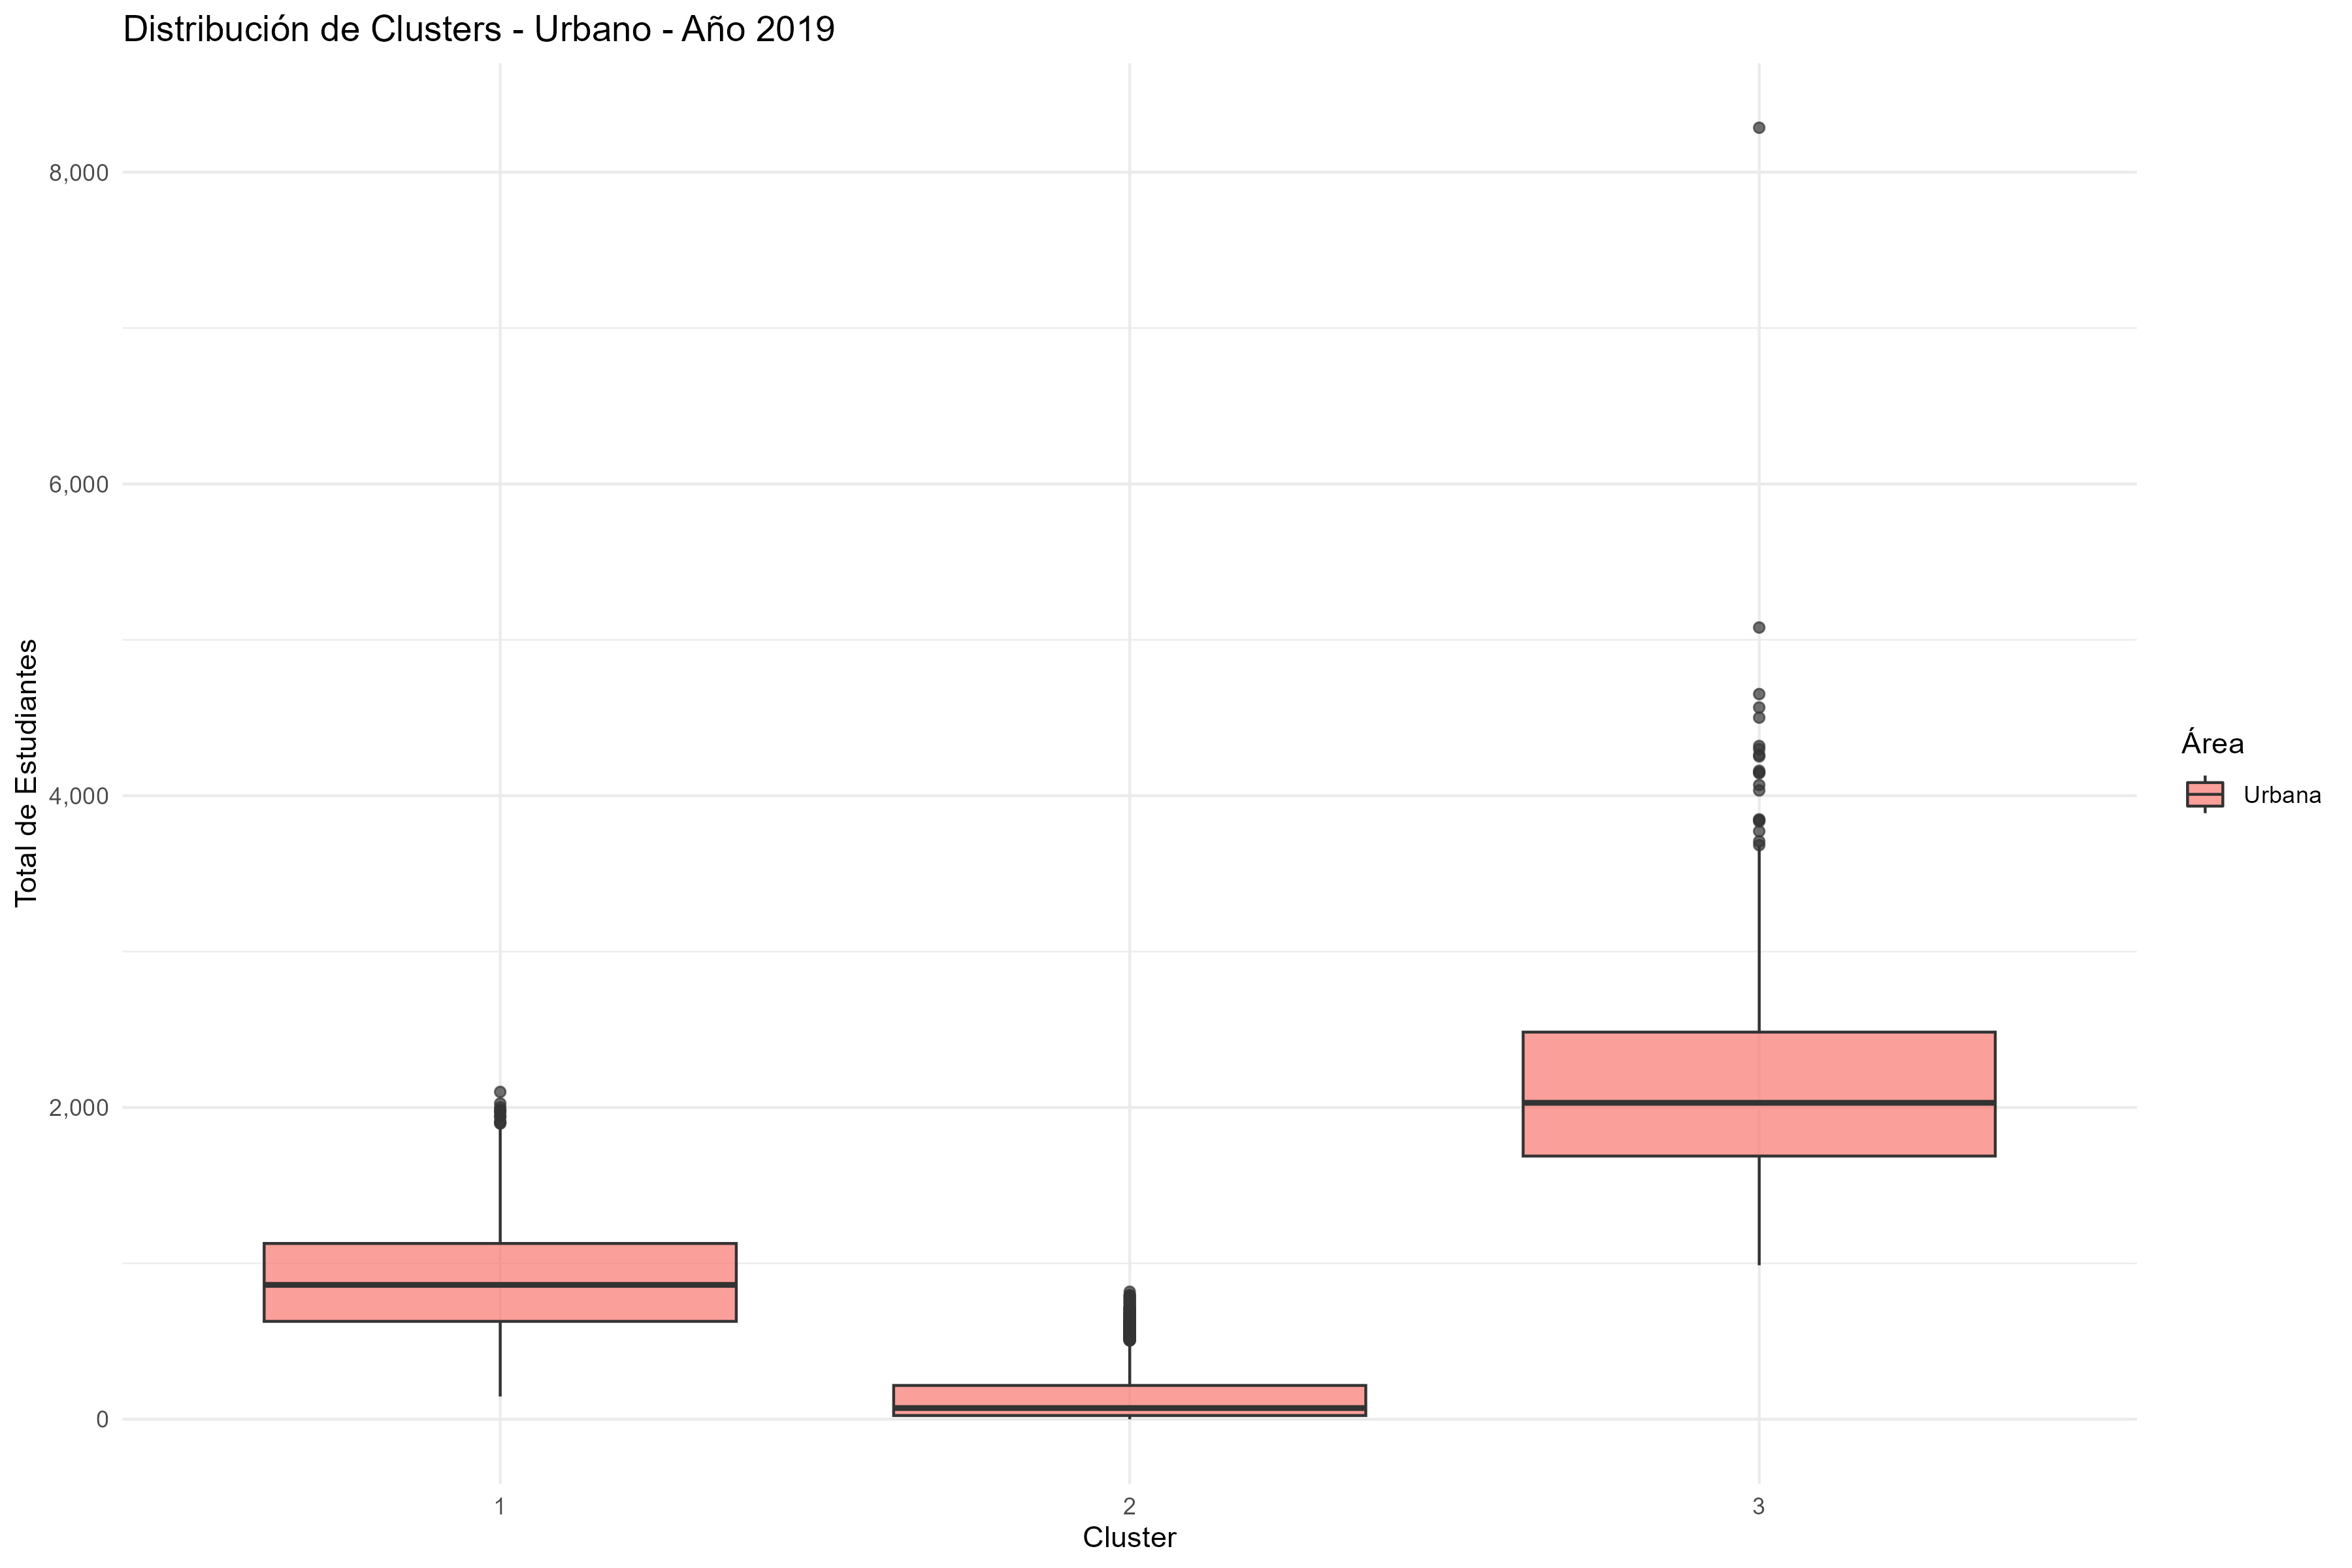 Distribución de Clusters - Urbano - Año 2019
Total de Estudiantes
8,000
6,000
4,000
2,000
0
1
2
3
Cluster
Área
Urbana